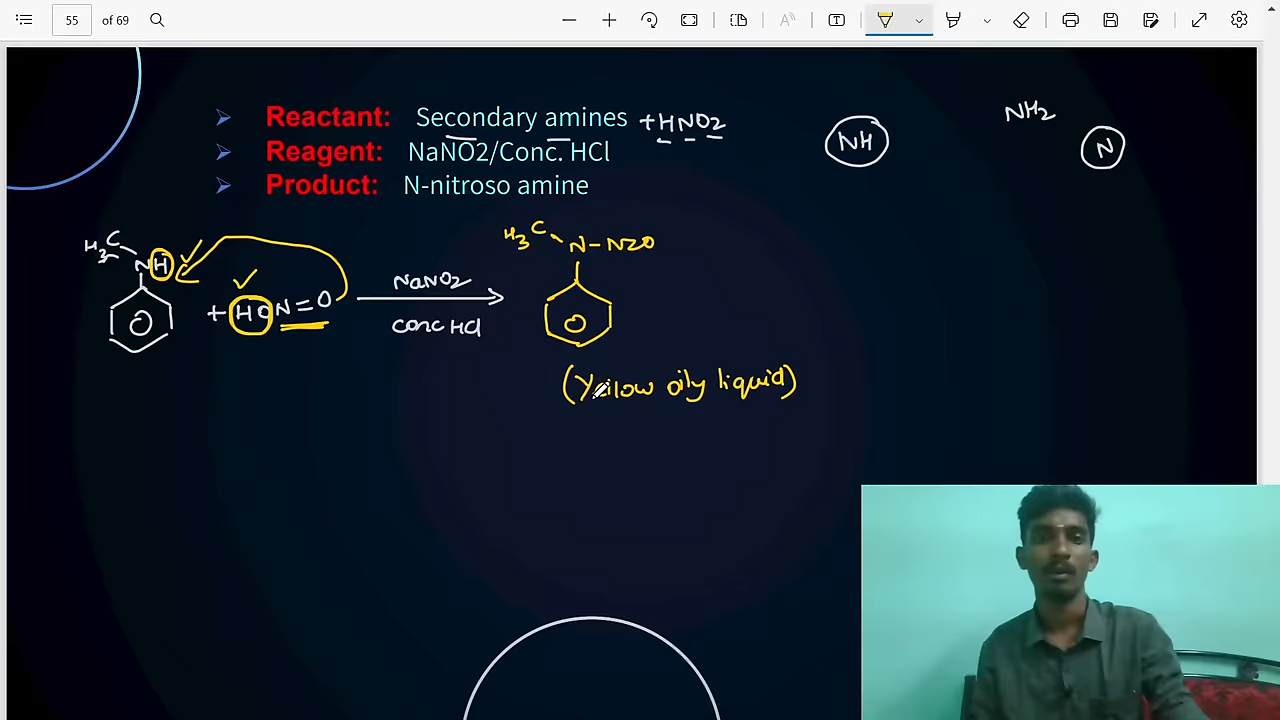 55 of 69
Reactant: Secondary amines + HNO2
Reagent: NaNO2/Conc. HCl
Product: N-nitroso amine
NH
NH2
N
H3C
NH
+ HON=O
NaNO2
Conc HCl
H3C
N-N=O
(Yellow oily liquid)